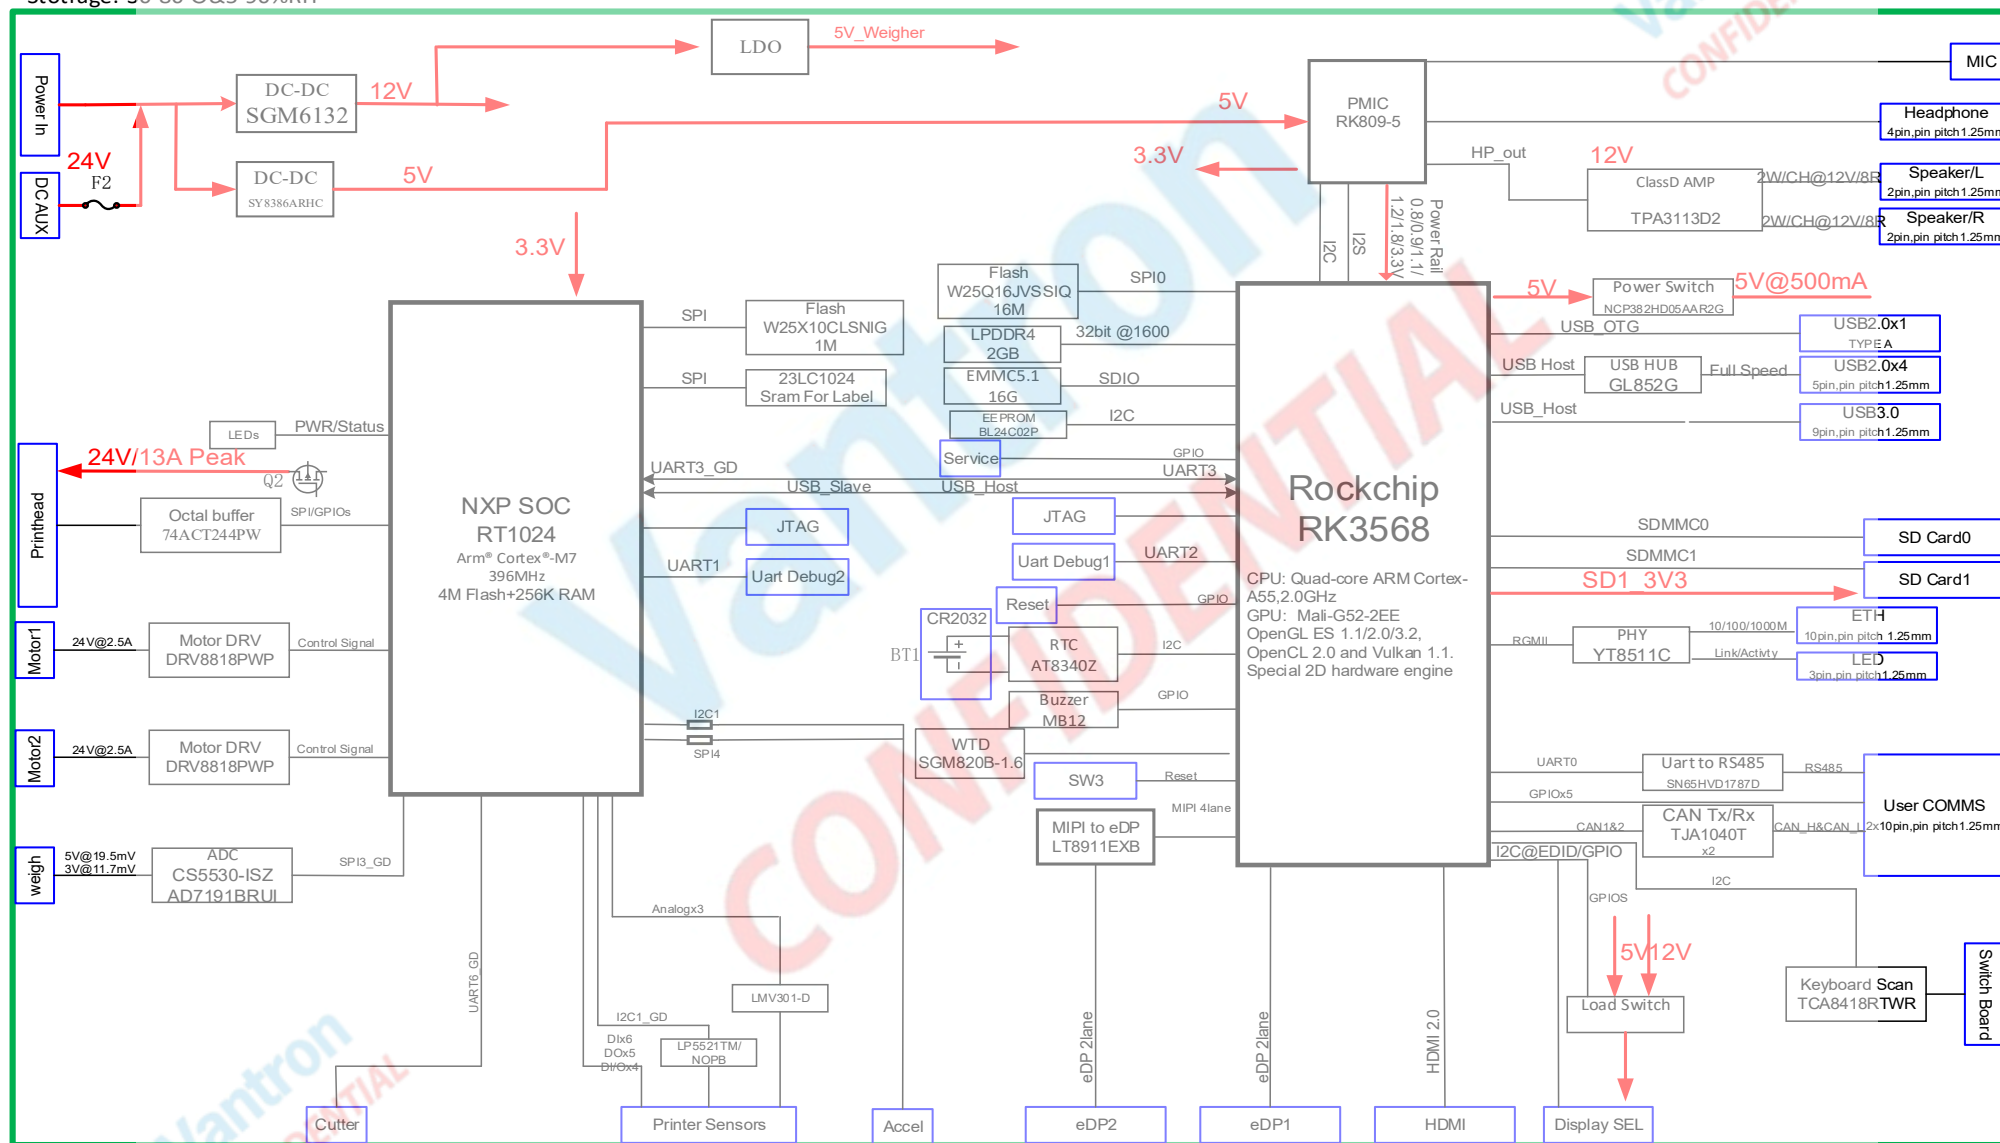 Power In
DC AUX
24V
F2
DC-DC
SGM6132
12V
LDO
5V_Weigher
DC-DC
SY8386ARHC
5V
3.3V
5V
3.3V
PMIC
RK809-5
MIC
Headphone
4pin,pin pitch1.25mm
HP_out
12V
ClassD AMP
TPA3113D2
2W/CH@12V/8R
Speaker/L
2pin,pin pitch1.25mm
2W/CH@12V/8R
Speaker/R
2pin,pin pitch1.25mm
I2C
I2S
Power Rail
0.8/0.9/1.1/
1.2/1.8/3.3V
NXP SOC
RT1024
Arm® Cortex®-M7
396MHz
4M Flash+256K RAM
SPI
Flash
W25X10CLSNIG
1M
SPI
23LC1024
Sram For Label
Flash
W25Q16JVSSIQ
16M
SPI0
LPDDR4
2GB
32bit @1600
EMMC5.1
16G
SDIO
EEPROM
BL24C02P
I2C
Service
GPIO
UART3_GD
UART3
USB_Slave
USB_Host
JTAG
UART1
Uart Debug2
JTAG
Uart Debug1
UART2
Reset
GPIO
CR2032
BT1
RTC
AT8340Z
I2C
Buzzer
MB12
GPIO
WTD
SGM820B-1.6
SW3
Reset
MIPI 4lane
MIPI to eDP
LT8911EXB
Rockchip
RK3568
CPU: Quad-core ARM Cortex-
A55,2.0GHz
GPU: Mali-G52-2EE
OpenGL ES 1.1/2.0/3.2,
OpenCL 2.0 and Vulkan 1.1.
Special 2D hardware engine
5V
Power Switch
NCP382HD05AAR2G
5V@500mA
USB_OTG
USB2.0x1
TYPE A
USB Host
USB HUB
GL852G
Full Speed
USB2.0x4
5pin,pin pitch1.25mm
USB_Host
USB3.0
9pin,pin pitch1.25mm
SDMMC0
SD Card0
SDMMC1
SD1_3V3
SD Card1
RGMII
PHY
YT8511C
10/100/1000M
ETH
10pin,pin pitch 1.25mm
Link/Activty
LED
3pin,pin pitch1.25mm
UART0
Uart to RS485
SN65HVD1787D
RS485
GPIOx5
CAN1&2
CAN Tx/Rx
TJA1040T
x2
CAN_H&CAN_L
User COMMS
2x10pin,pin pitch1.25mm
I2C@EDID/GPIO
I2C
GPIOS
5V
12V
Load Switch
Keyboard Scan
TCA8418RTWR
Switch Board
LEDs
PWR/Status
24V/13A Peak
Q2
Printhead
Octal buffer
74ACT244PW
SPI/GPIOs
Motor1
24V@2.5A
Motor DRV
DRV8818PWP
Control Signal
Motor2
24V@2.5A
Motor DRV
DRV8818PWP
Control Signal
weigh
5V@19.5mV
3V@11.7mV
ADC
CS5530-ISZ
AD7191BRUI
SPI3_GD
I2C1
SPI4
Analogx3
UART6_GD
LMV301-D
I2C1_GD
DIx6
DOx5
DI/Ox4
LP5521TM/
NOPB
eDP 2lane
eDP 2lane
HDMI 2.0
Cutter
Printer Sensors
Accel
eDP2
eDP1
HDMI
Display SEL
Vantron
CONFIDENTIAL
Vantron